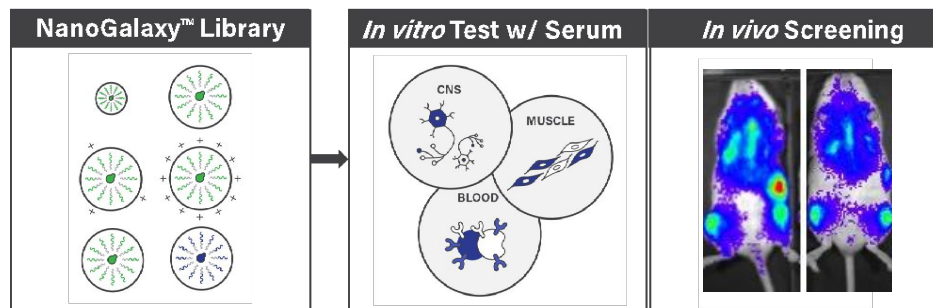 NanoGalaxy™ Library
In vitro Test w/ Serum
In vivo Screening
CNS
MUSCLE
BLOOD